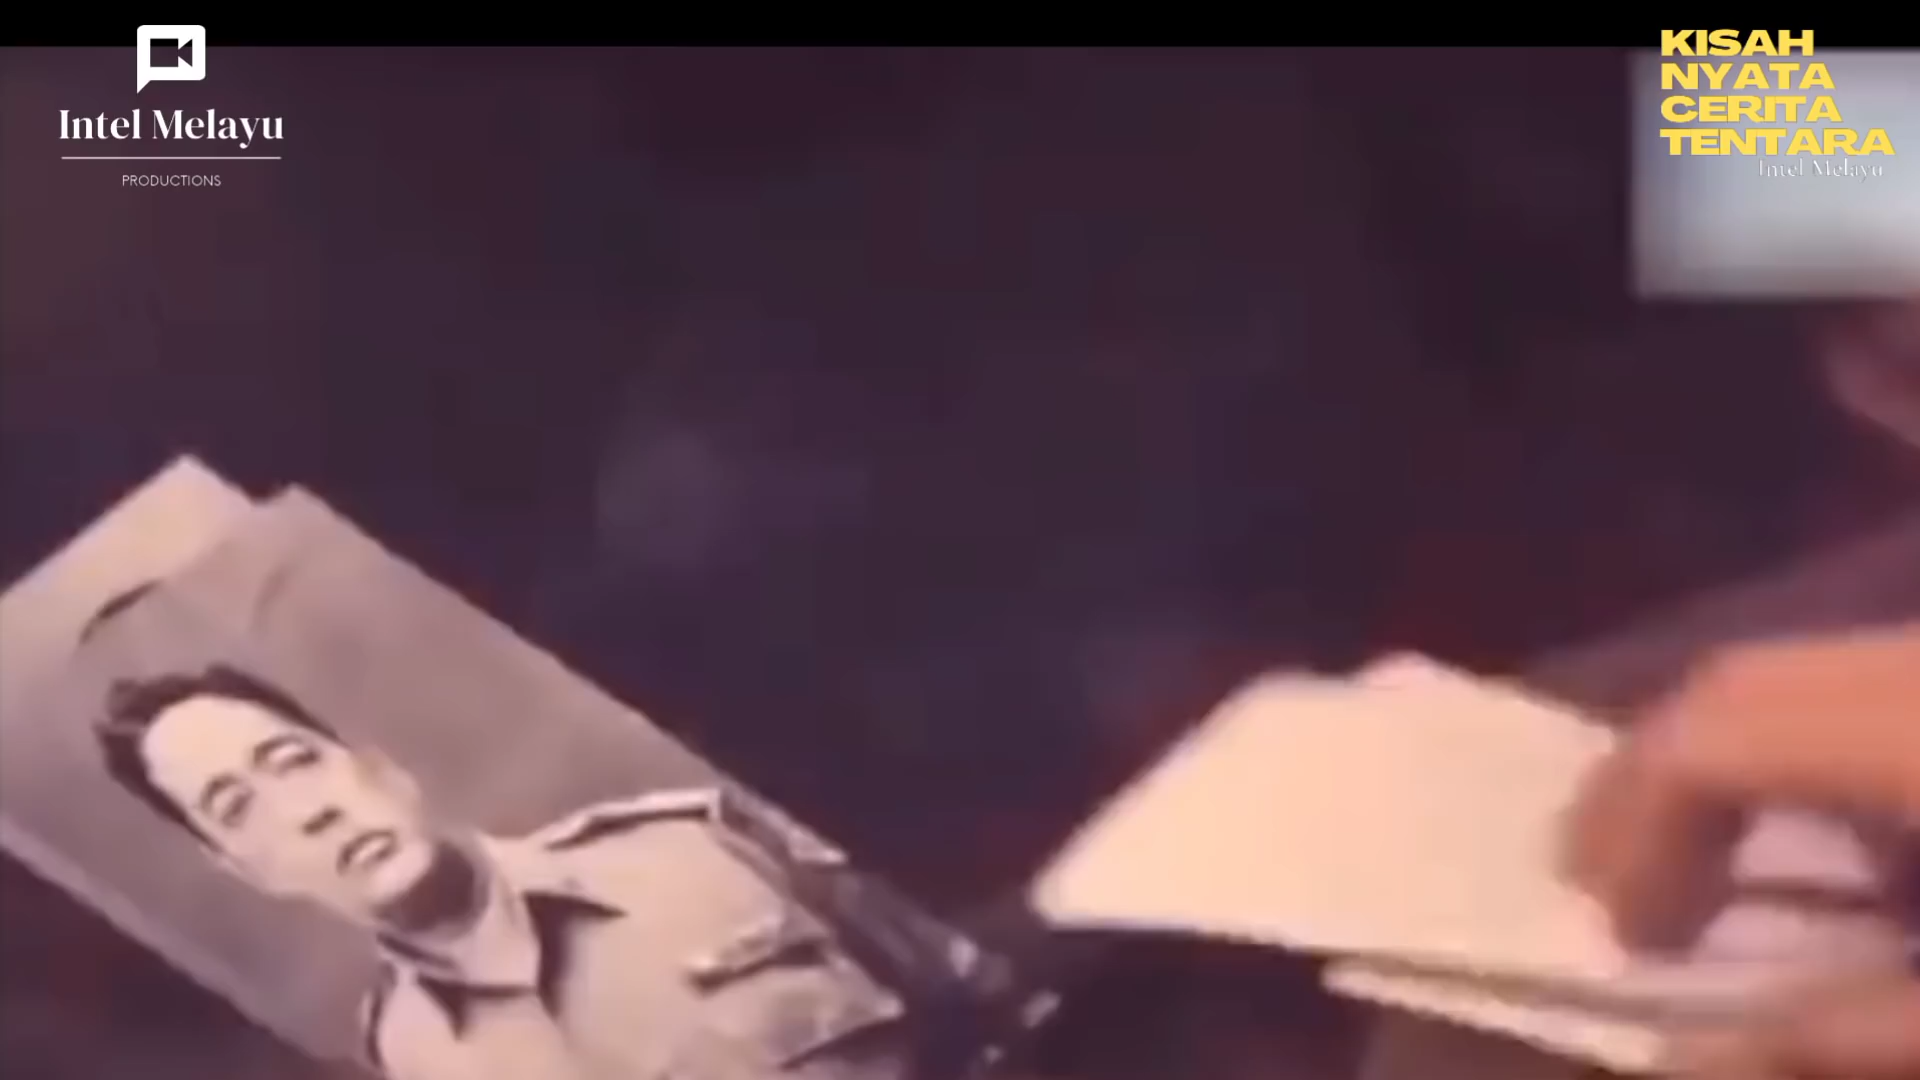 Intel Melayu
PRODUCTIONS
KISAH
NYATA
CERITA
TENTARA
Intel Melayu